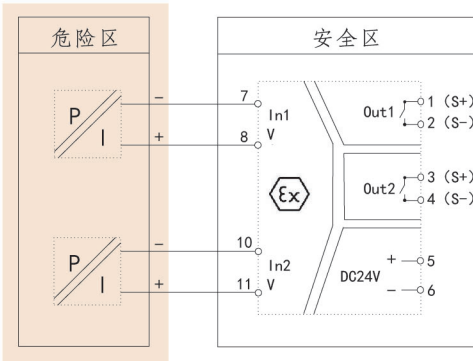 危险区
安全区
P
I
−
+
7
8
In1
V
Out1
1 (S+)
2 (S−)
Ex
Out2
3 (S+)
4 (S−)
P
I
−
+
10
11
In2
V
DC24V
+
5
−
6